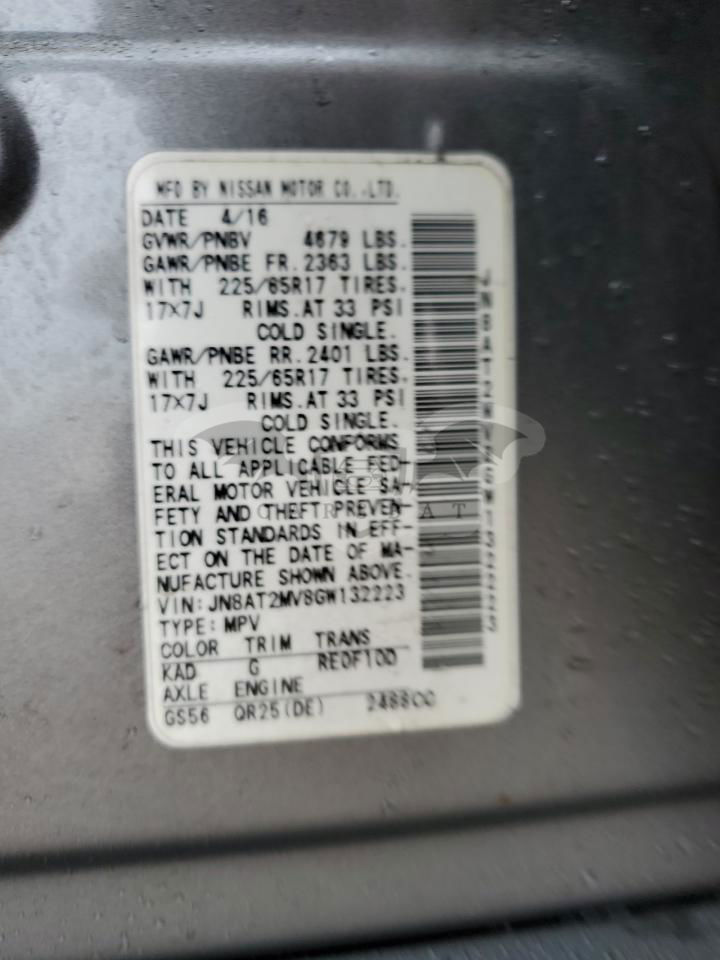 MFD BY NISSAN MOTOR CO.,LTD.
DATE 4/16
GVWR/PNBV 4679 LBS.
GAWR/PNBE FR. 2363 LBS.
WITH 225/65R17 TIRES.
17x7J RIMS.AT 33 PSI
COLD SINGLE.
GAWR/PNBE RR. 2401 LBS.
WITH 225/65R17 TIRES.
17x7J RIMS.AT 33 PSI
COLD SINGLE.
THIS VEHICLE CONFORMS
TO ALL APPLICABLE FED-
ERAL MOTOR VEHICLE SA-
FETY AND THEFT PREVEN-
TION STANDARDS IN EFF-
ECT ON THE DATE OF MA-
NUFACTURE SHOWN ABOVE.
VIN: JN8AT2MV8GW132223
TYPE: MPV
COLOR TRIM TRANS
KAD G RE0F10D
AXLE ENGINE
GS56 QR25(DE) 2488CC
JN8AT2MV8GW132223